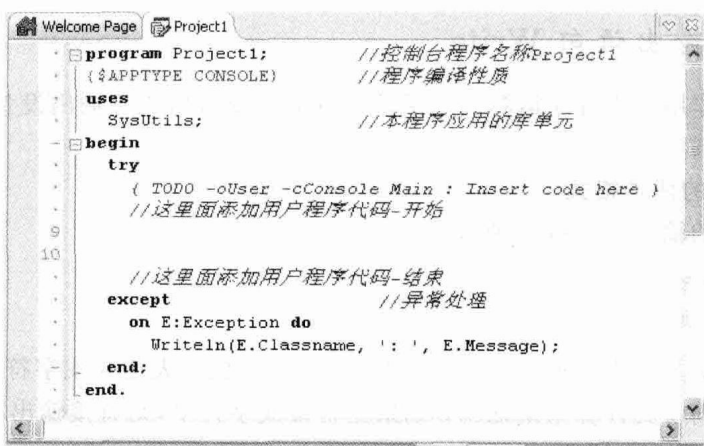 Welcome Page Project1
program Project1; //控制台程序名称Project1
{$APPTYPE CONSOLE} //程序编译性质
uses
SysUtils; //本程序应用的库单元
begin
try
{ TODO -oUser -cConsole Main : Insert code here }
//这里面添加用户程序代码-开始
9
10
//这里面添加用户程序代码-结束
except //异常处理
on E:Exception do
Writeln(E.Classname, ': ', E.Message);
end;
end.